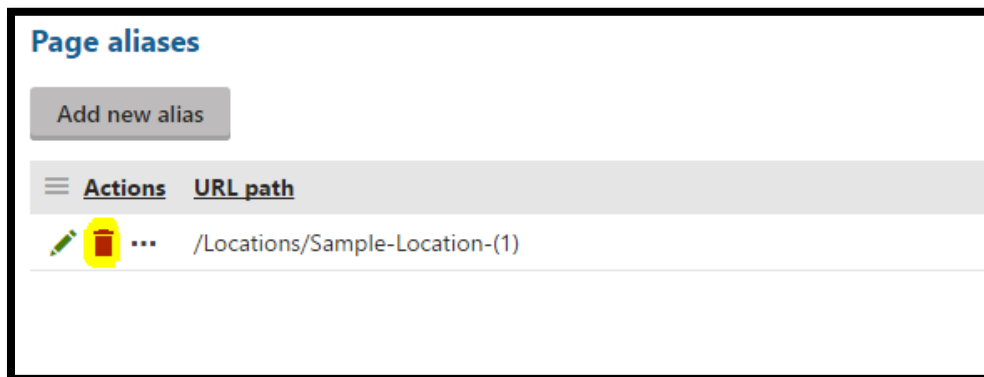 Page aliases
Add new alias
Actions URL path
/Locations/Sample-Location-(1)